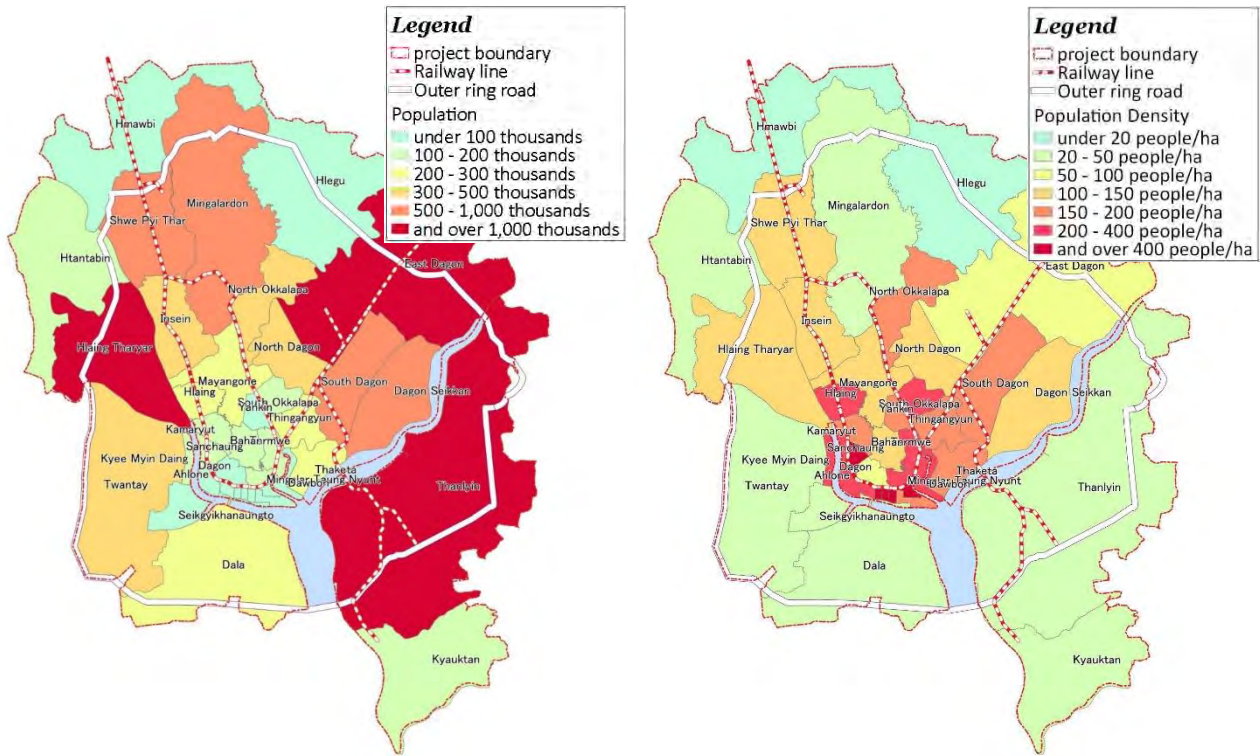 Legend
project boundary
Railway line
Outer ring road
Population
under 100 thousands
100 - 200 thousands
200 - 300 thousands
300 - 500 thousands
500 - 1,000 thousands
and over 1,000 thousands
Hmawbi
Hlegu
Mingalardon
Shwe Pyi Thar
Htantabin
East Dagon
North Okkalapa
Insein
Hlaing Tharyar
North Dagon
Mayangone
South Dagon
Hlaing
Dagon Seikkan
South Okkalapa
Yankin
Thingangyun
Kamaryut
Bahanrmwe
Sanchaung
Kyee Myin Daing
Dagon
Thaketa
Ahlone
Mingalar Taung Nyunt
Dawbon
Twantay
Thanlyin
Seikgyikhanaungto
Dala
Kyauktan
Legend
project boundary
Railway line
Outer ring road
Population Density
under 20 people/ha
20 - 50 people/ha
50 - 100 people/ha
100 - 150 people/ha
150 - 200 people/ha
200 - 400 people/ha
and over 400 people/ha
Hmawbi
Hlegu
Mingalardon
Shwe Pyi Thar
Htantabin
East Dagon
North Okkalapa
Insein
Hlaing Tharyar
North Dagon
Mayangone
South Dagon
Hlaing
Dagon Seikkan
South Okkalapa
Yankin
Thingangyun
Kamaryut
Bahanrmwe
Sanchaung
Kyee Myin Daing
Dagon
Thaketa
Ahlone
Mingalar Taung Nyunt
Dawbon
Twantay
Thanlyin
Seikgyikhanaungto
Dala
Kyauktan